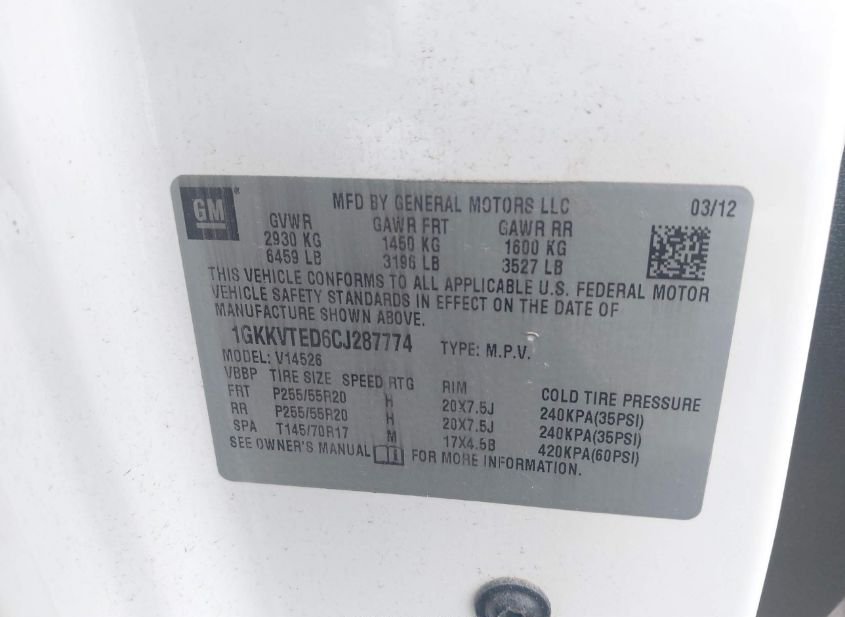 GM ® MFD BY GENERAL MOTORS LLC 03/12
GVWR GAWR FRT GAWR RR
2930 KG 1450 KG 1600 KG
6459 LB 3196 LB 3527 LB
THIS VEHICLE CONFORMS TO ALL APPLICABLE U.S. FEDERAL MOTOR
VEHICLE SAFETY STANDARDS IN EFFECT ON THE DATE OF
MANUFACTURE SHOWN ABOVE.
1GKKVTED6CJ287774 TYPE: M.P.V.
MODEL: V14526
VBBP TIRE SIZE SPEED RTG RIM COLD TIRE PRESSURE
FRT P255/55R20 H 20X7.5J 240KPA(35PSI)
RR P255/55R20 H 20X7.5J 240KPA(35PSI)
SPA T145/70R17 M 17X4.5B 420KPA(60PSI)
SEE OWNER'S MANUAL FOR MORE INFORMATION.